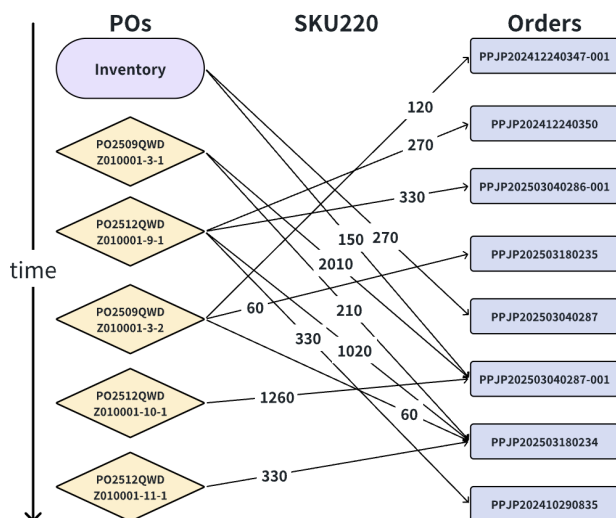 POs
SKU220
Orders
Inventory
PPJP202412240347-001
120
PO2509QWD
Z010001-3-1
PPJP202412240350
270
PPJP202503040286-001
330
PO2512QWD
Z010001-9-1
150
270
PPJP202503180235
time
2010
PO2509QWD
Z010001-3-2
60
210
PPJP202503040287
330
1020
PPJP202503040287-001
PO2512QWD
Z010001-10-1
1260
60
PPJP202503180234
PO2512QWD
Z010001-11-1
330
PPJP202410290835